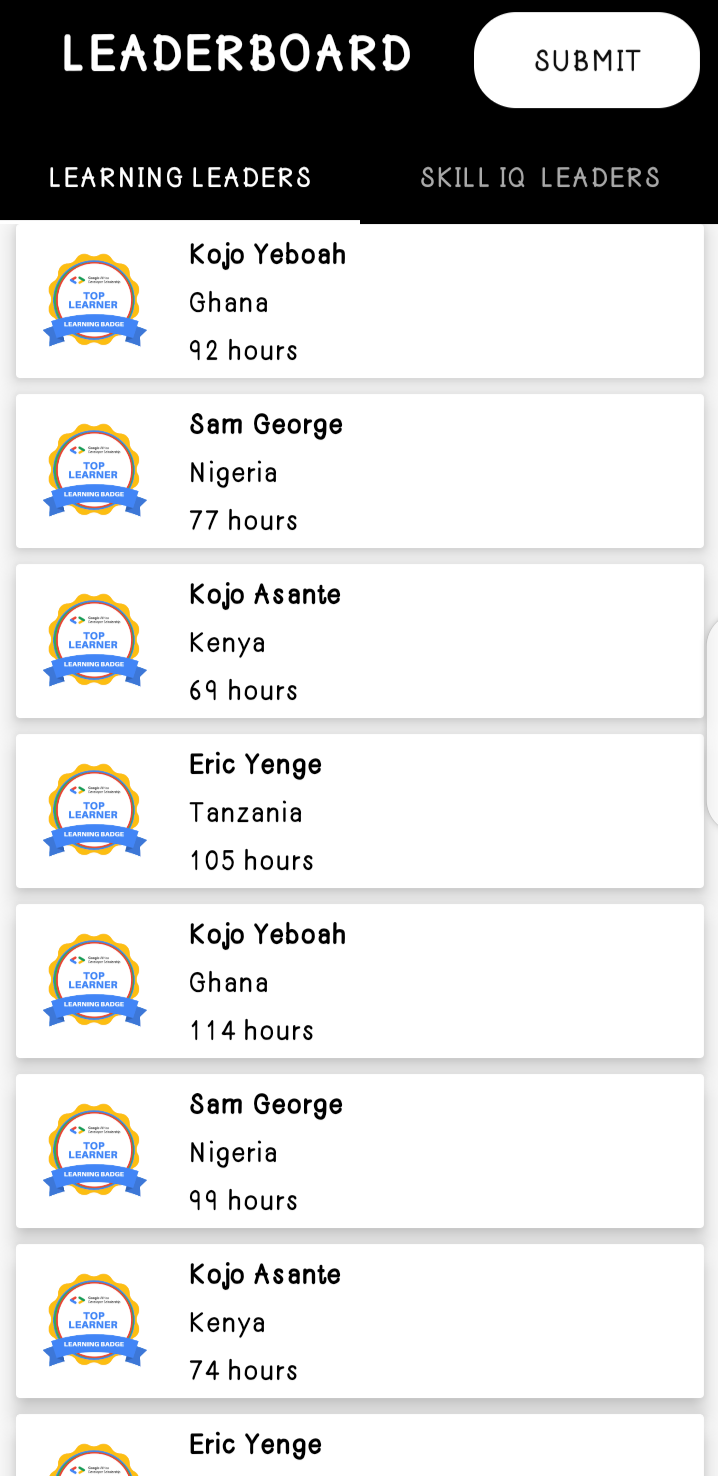 LEADERBOARD
SUBMIT
LEARNING LEADERS
SKILL IQ LEADERS
Google Africa
Developer Scholarship
TOP
LEARNER
LEARNING BADGE
Kojo Yeboah
Ghana
92 hours
Google Africa
Developer Scholarship
TOP
LEARNER
LEARNING BADGE
Sam George
Nigeria
77 hours
Google Africa
Developer Scholarship
TOP
LEARNER
LEARNING BADGE
Kojo Asante
Kenya
69 hours
Google Africa
Developer Scholarship
TOP
LEARNER
LEARNING BADGE
Eric Yenge
Tanzania
105 hours
Google Africa
Developer Scholarship
TOP
LEARNER
LEARNING BADGE
Kojo Yeboah
Ghana
114 hours
Google Africa
Developer Scholarship
TOP
LEARNER
LEARNING BADGE
Sam George
Nigeria
99 hours
Google Africa
Developer Scholarship
TOP
LEARNER
LEARNING BADGE
Kojo Asante
Kenya
74 hours
Eric Yenge